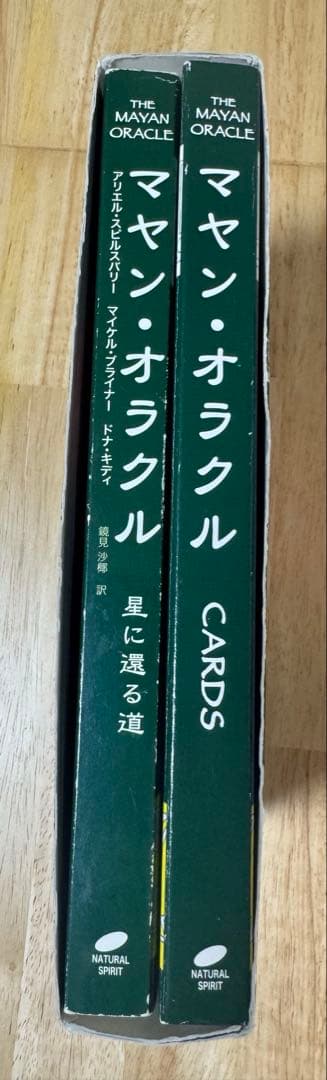 THE
MAYAN
ORACLE
マヤン・オラクル
アリエル・スピルスバリー マイケル・ブライナー ドナ・キディ
鏡見 沙椰 訳
星に還る道
NATURAL
SPIRIT
THE
MAYAN
ORACLE
マヤン・オラクル
CARDS
NATURAL
SPIRIT